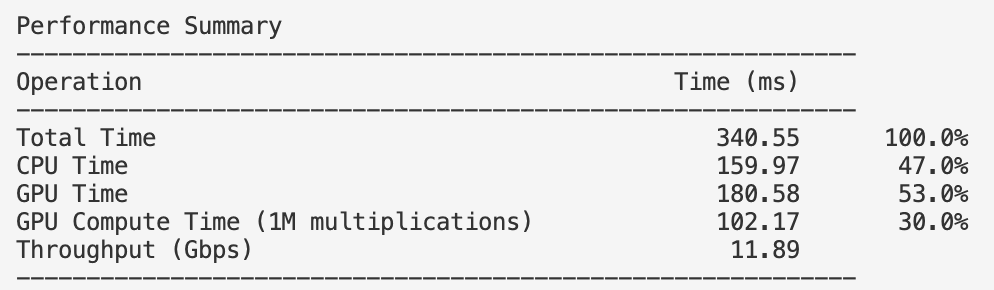 Performance Summary
------------------------------------------------------------
Operation                                      Time (ms)
------------------------------------------------------------
Total Time                                        340.55      100.0%
CPU Time                                          159.97       47.0%
GPU Time                                          180.58       53.0%
GPU Compute Time (1M multiplications)             102.17       30.0%
Throughput (Gbps)                                  11.89
------------------------------------------------------------